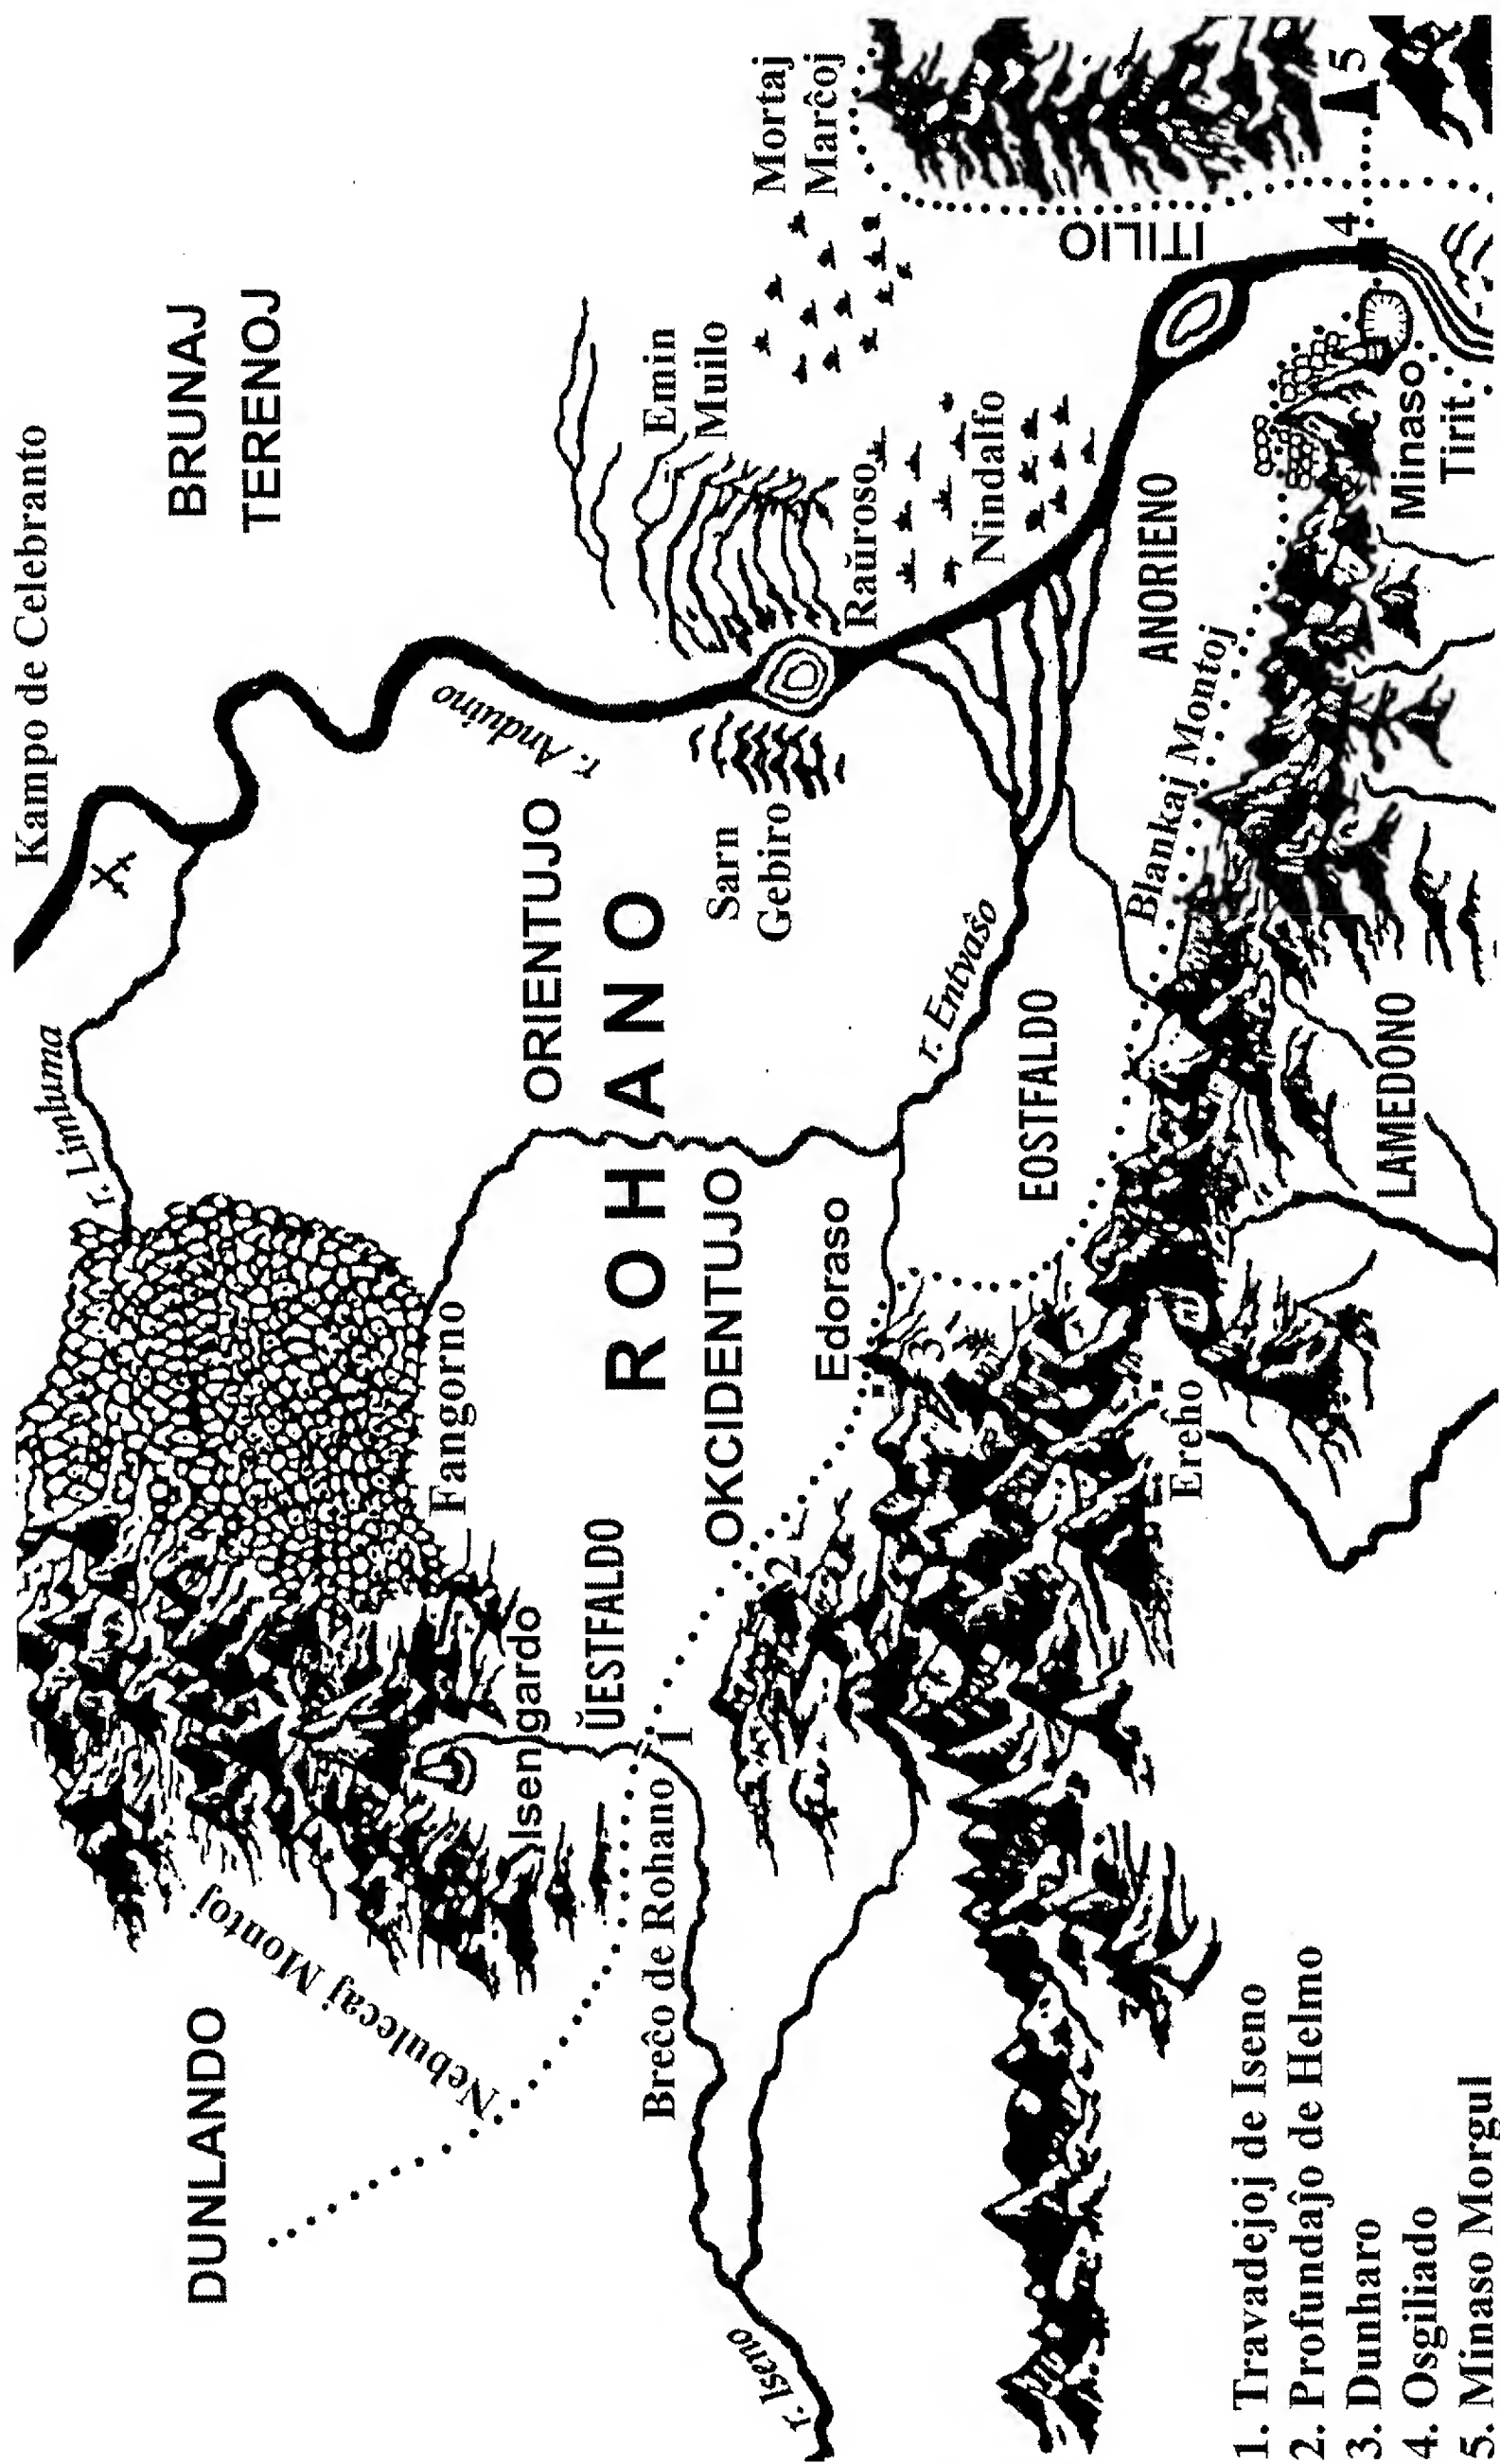 Kampo de Celebranto
BRUNAJ
TERENOJ
DUNLANDO
Nebulecaj Montoj
r. Limluma
r. Anduino
Fangorno
Isengardo
ŬESTFALDO
ORIENTUJO
ROHANO
OKCIDENTUJO
Emin
Muilo
Sarn
Gebiro
Mortaj
Marĉoj
Raŭroso
Nindalfo
Breĉo de Rohano
r. Iseno
Edoraso
r. Entvaŝo
EOSTFALDO
ANORIENO
ITILIO
Blankaj Montoj
Ereĥo
LAMEDONO
Minaso
Tirit
1
2
3
4
5
1. Travadejoj de Iseno
2. Profundaĵo de Helmo
3. Dunharo
4. Osgiliado
5. Minaso Morgul